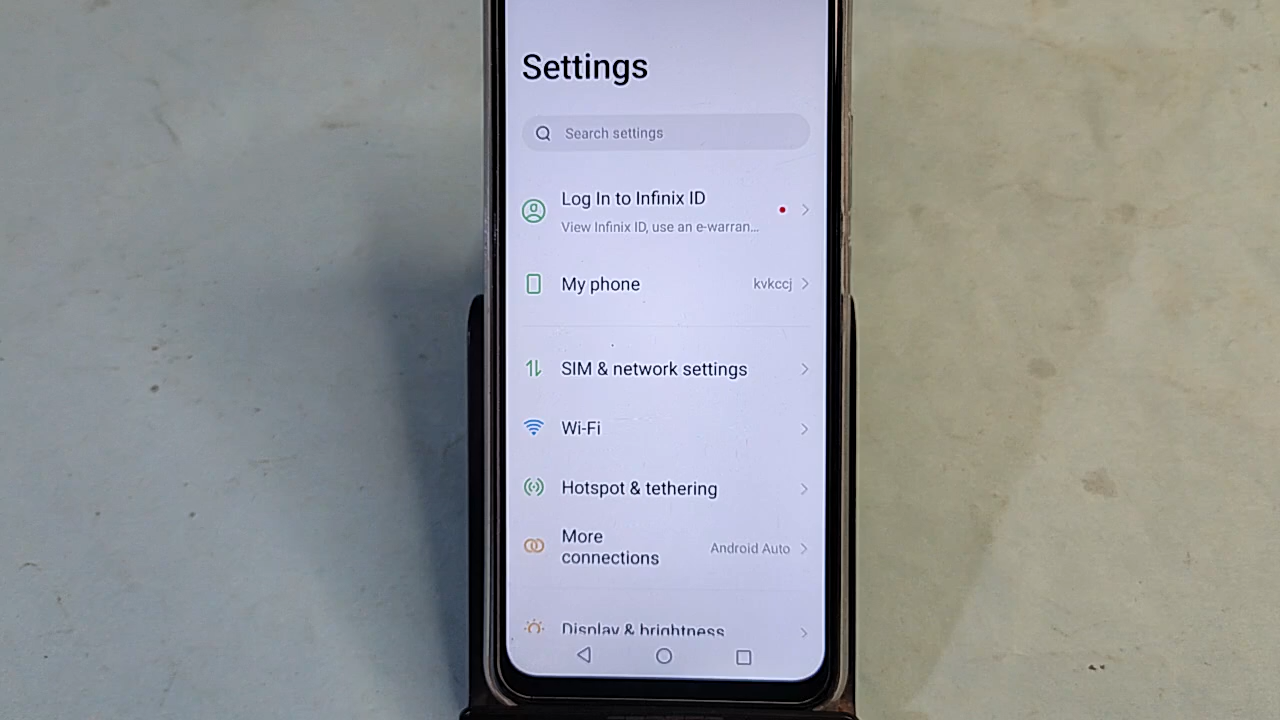 Settings
Search settings
Log In to Infinix ID
View Infinix ID, use an e-warran...
My phone
kvkccj
SIM & network settings
Wi-Fi
Hotspot & tethering
More
connections
Android Auto
Display & brightness